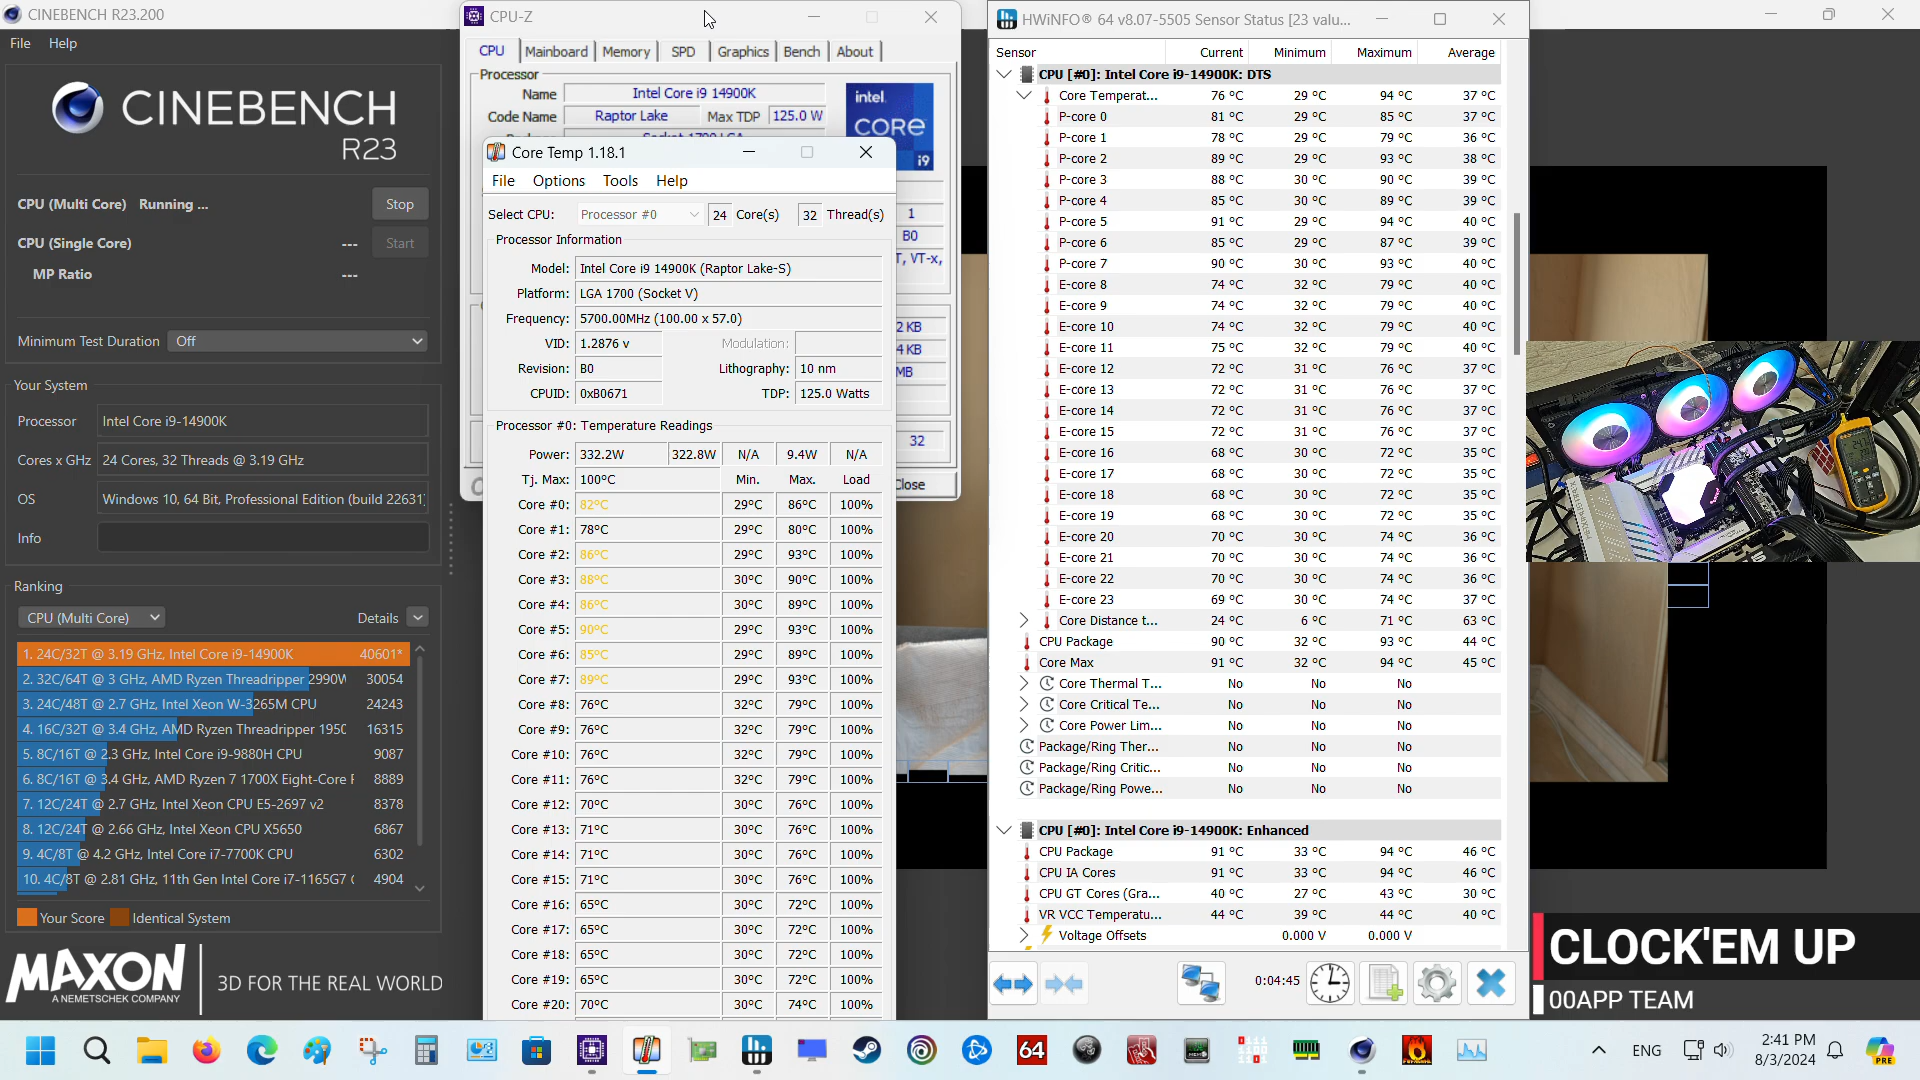 CINEBENCH R23.200
File Help
CINEBENCH
R23
CPU (Multi Core) Running ... Stop
CPU (Single Core) --- Start
MP Ratio ---
Minimum Test Duration Off
Your System
Processor Intel Core i9-14900K
Cores x GHz 24 Cores, 32 Threads @ 3.19 GHz
OS Windows 10, 64 Bit, Professional Edition (build 22631)
Info
Ranking
CPU (Multi Core) Details
1. 24C/32T @ 3.19 GHz, Intel Core i9-14900K 40601*
2. 32C/64T @ 3 GHz, AMD Ryzen Threadripper 2990W 30054
3. 24C/48T @ 2.7 GHz, Intel Xeon W-3265M CPU 24243
4. 16C/32T @ 3.4 GHz, AMD Ryzen Threadripper 1950 16315
5. 8C/16T @ 2.3 GHz, Intel Core i9-9880H CPU 9087
6. 8C/16T @ 3.4 GHz, AMD Ryzen 7 1700X Eight-Core 8889
7. 12C/24T @ 2.7 GHz, Intel Xeon CPU E5-2697 v2 8378
8. 12C/24T @ 2.66 GHz, Intel Xeon CPU X5650 6867
9. 4C/8T @ 4.2 GHz, Intel Core i7-7700K CPU 6302
10. 4C/8T @ 2.81 GHz, 11th Gen Intel Core i7-1165G7 4904
Your Score Identical System
MAXON
A NEMETSCHEK COMPANY
3D FOR THE REAL WORLD
CPU-Z
CPU Mainboard Memory SPD Graphics Bench About
Processor
Name Intel Core i9 14900K
Code Name Raptor Lake Max TDP 125.0 W
intel
CORE
i9
1
B0
T, VT-x,
2 KB
4 KB
MB
32
Close
Core Temp 1.18.1
File Options Tools Help
Select CPU: Processor #0 24 Core(s) 32 Thread(s)
Processor Information
Model: Intel Core i9 14900K (Raptor Lake-S)
Platform: LGA 1700 (Socket V)
Frequency: 5700.00MHz (100.00 x 57.0)
VID: 1.2876 v Modulation:
Revision: B0 Lithography: 10 nm
CPUID: 0xB0671 TDP: 125.0 Watts
Processor #0: Temperature Readings
Power: 332.2W 322.8W N/A 9.4W N/A
Tj. Max: 100°C Min. Max. Load
Core #0: 82°C 29°C 86°C 100%
Core #1: 78°C 29°C 80°C 100%
Core #2: 86°C 29°C 93°C 100%
Core #3: 88°C 30°C 90°C 100%
Core #4: 86°C 30°C 89°C 100%
Core #5: 90°C 29°C 93°C 100%
Core #6: 85°C 29°C 89°C 100%
Core #7: 89°C 29°C 93°C 100%
Core #8: 76°C 32°C 79°C 100%
Core #9: 76°C 32°C 79°C 100%
Core #10: 76°C 32°C 79°C 100%
Core #11: 76°C 32°C 79°C 100%
Core #12: 70°C 30°C 76°C 100%
Core #13: 71°C 30°C 76°C 100%
Core #14: 71°C 30°C 76°C 100%
Core #15: 71°C 30°C 76°C 100%
Core #16: 65°C 30°C 72°C 100%
Core #17: 65°C 30°C 72°C 100%
Core #18: 65°C 30°C 72°C 100%
Core #19: 65°C 30°C 72°C 100%
Core #20: 70°C 30°C 74°C 100%
HWiNFO® 64 v8.07-5505 Sensor Status [23 valu...
Sensor Current Minimum Maximum Average
CPU [#0]: Intel Core i9-14900K: DTS
Core Temperat... 76 °C 29 °C 94 °C 37 °C
P-core 0 81 °C 29 °C 85 °C 37 °C
P-core 1 78 °C 29 °C 79 °C 36 °C
P-core 2 89 °C 29 °C 93 °C 38 °C
P-core 3 88 °C 30 °C 90 °C 39 °C
P-core 4 85 °C 30 °C 89 °C 39 °C
P-core 5 91 °C 29 °C 94 °C 40 °C
P-core 6 85 °C 29 °C 87 °C 39 °C
P-core 7 90 °C 30 °C 93 °C 40 °C
E-core 8 74 °C 32 °C 79 °C 40 °C
E-core 9 74 °C 32 °C 79 °C 40 °C
E-core 10 74 °C 32 °C 79 °C 40 °C
E-core 11 75 °C 32 °C 79 °C 40 °C
E-core 12 72 °C 31 °C 76 °C 37 °C
E-core 13 72 °C 31 °C 76 °C 37 °C
E-core 14 72 °C 31 °C 76 °C 37 °C
E-core 15 72 °C 31 °C 76 °C 37 °C
E-core 16 68 °C 30 °C 72 °C 35 °C
E-core 17 68 °C 30 °C 72 °C 35 °C
E-core 18 68 °C 30 °C 72 °C 35 °C
E-core 19 68 °C 30 °C 72 °C 35 °C
E-core 20 70 °C 30 °C 74 °C 36 °C
E-core 21 70 °C 30 °C 74 °C 36 °C
E-core 22 70 °C 30 °C 74 °C 36 °C
E-core 23 69 °C 30 °C 74 °C 37 °C
Core Distance t... 24 °C 6 °C 71 °C 63 °C
CPU Package 90 °C 32 °C 93 °C 44 °C
Core Max 91 °C 32 °C 94 °C 45 °C
Core Thermal T... No No No
Core Critical Te... No No No
Core Power Lim... No No No
Package/Ring Ther... No No No
Package/Ring Critic... No No No
Package/Ring Powe... No No No
CPU [#0]: Intel Core i9-14900K: Enhanced
CPU Package 91 °C 33 °C 94 °C 46 °C
CPU IA Cores 91 °C 33 °C 94 °C 46 °C
CPU GT Cores (Gra... 40 °C 27 °C 43 °C 30 °C
VR VCC Temperatu... 44 °C 39 °C 44 °C 40 °C
Voltage Offsets 0.000 V 0.000 V
0:04:45
CLOCK'EM UP
00APP TEAM
64
ENG
2:41 PM
8/3/2024
PRE